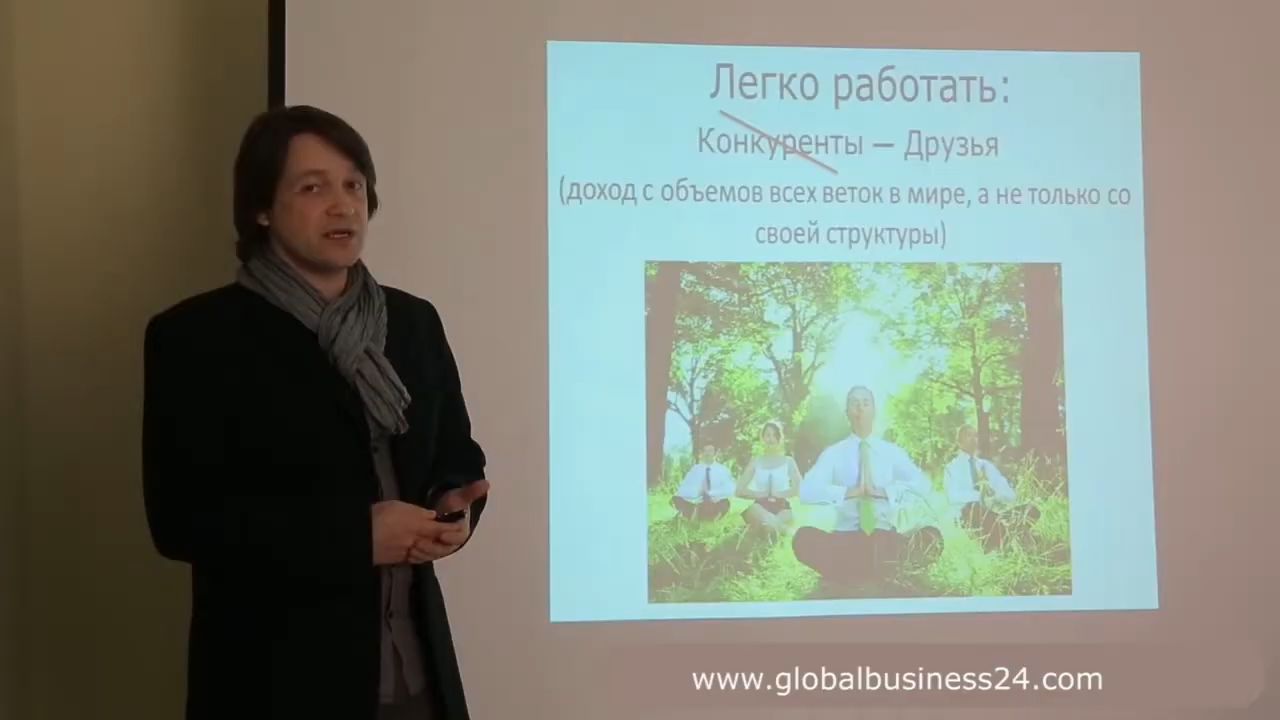 Легко работать:
Конкуренты – Друзья
(доход с объемов всех веток в мире, а не только со
своей структуры)
www.globalbusiness24.com